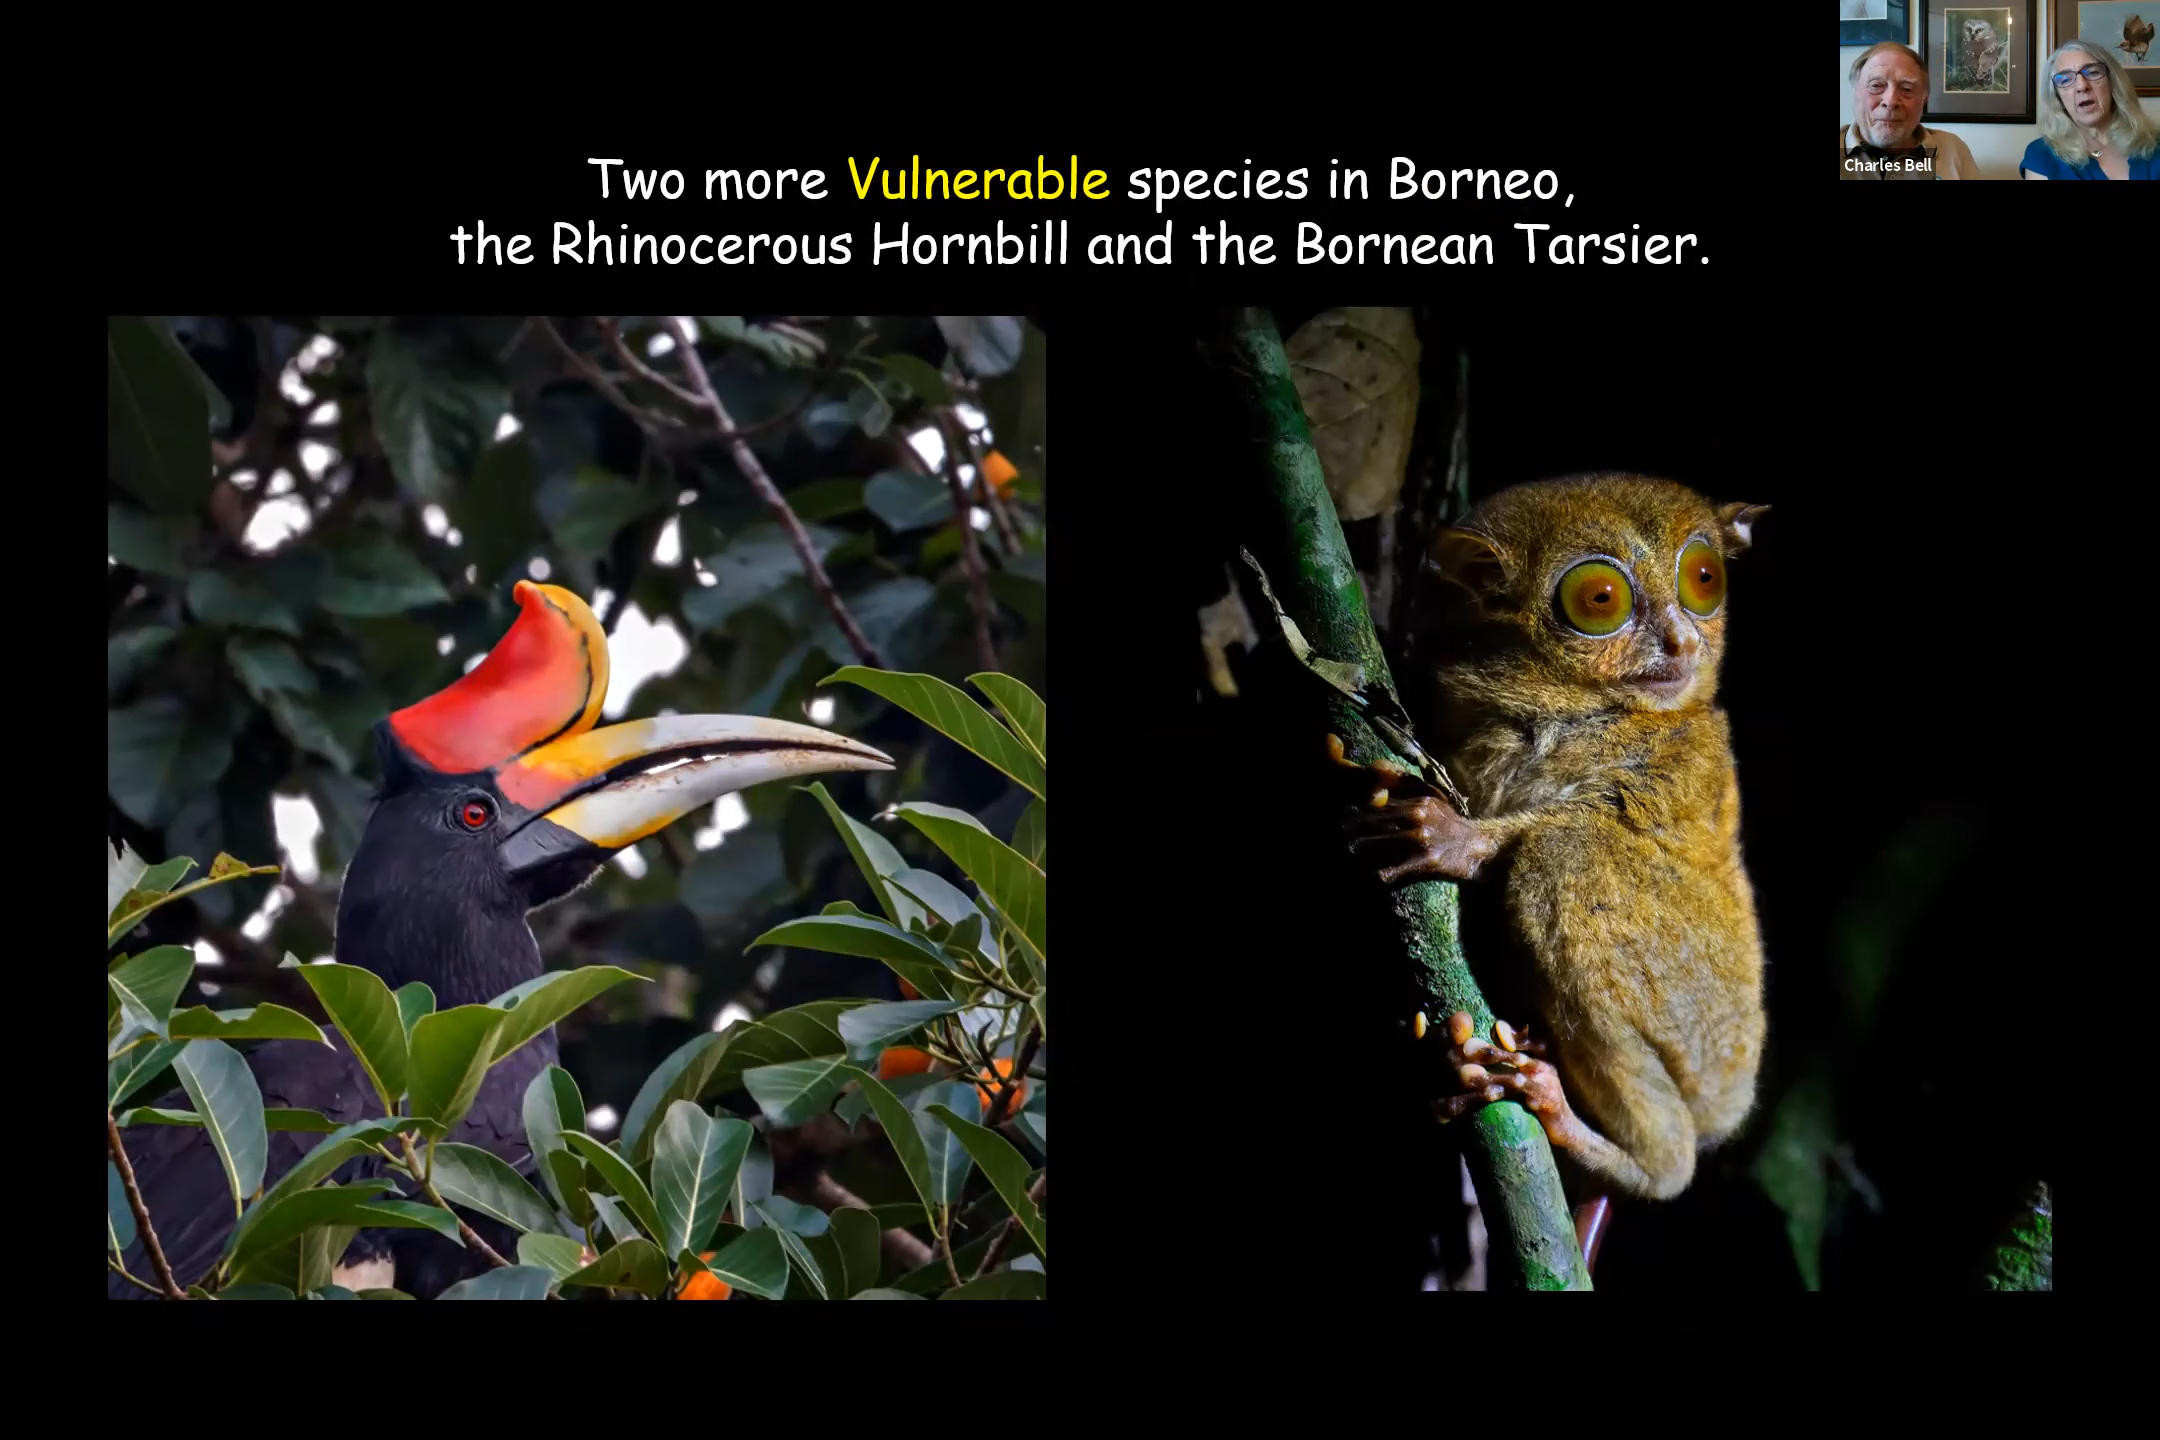 Two more Vulnerable species in Borneo,
the Rhinocerous Hornbill and the Bornean Tarsier.
Charles Bell